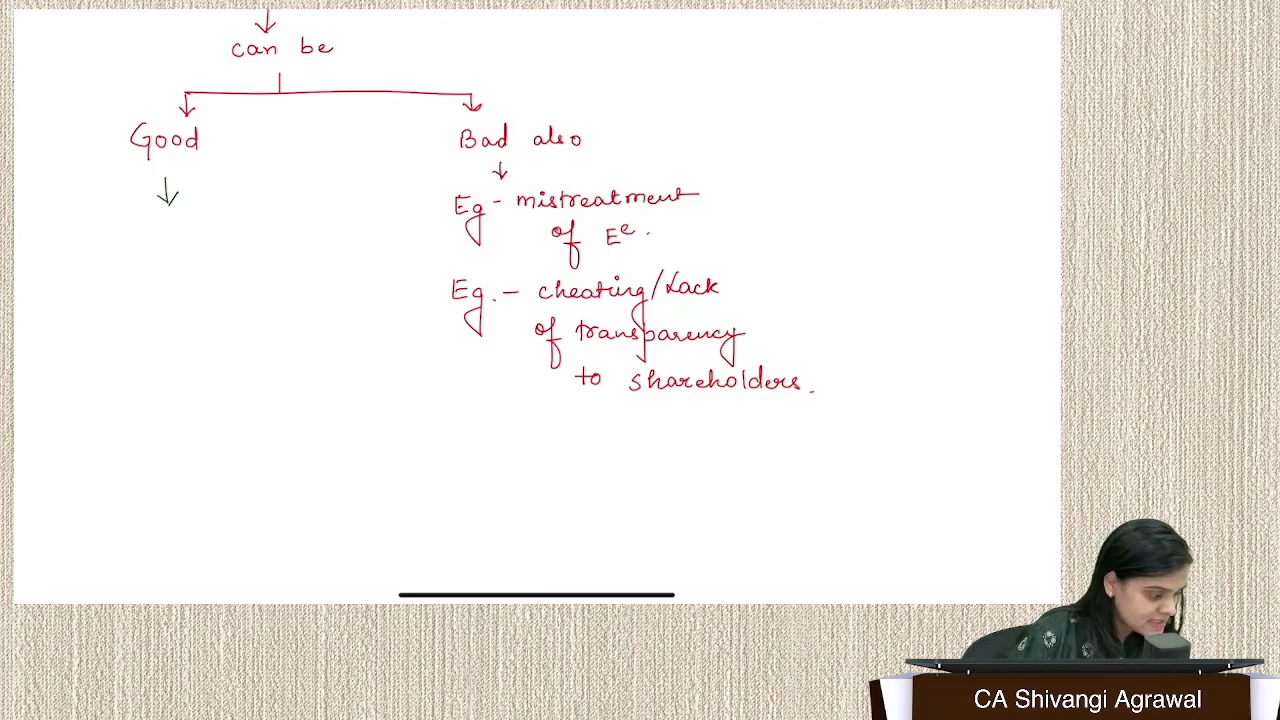 can be
Good
Bad also
Eg - mistreatment
of Ee.
Eg. - cheating/Lack
of transparency
to shareholders.
CA Shivangi Agrawal